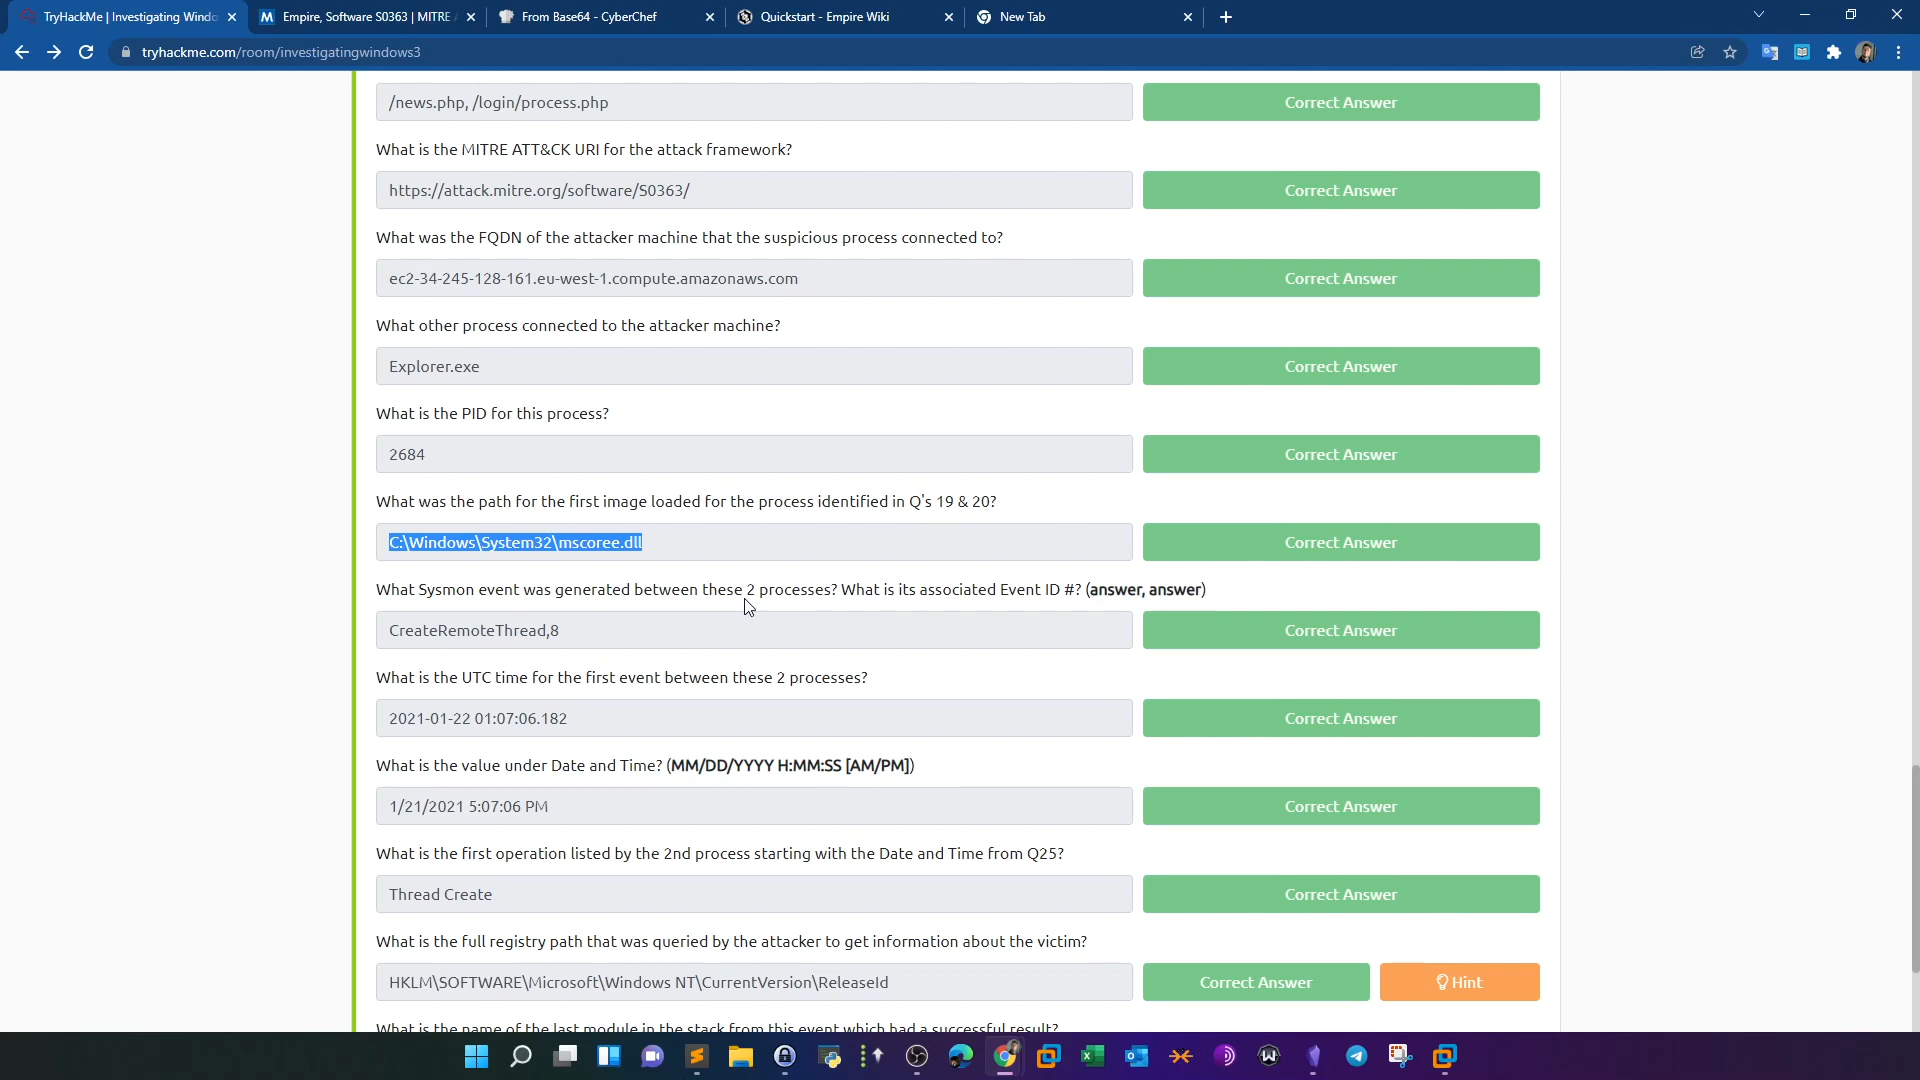 TryHackMe | Investigating Windo
Empire, Software S0363 | MITRE
From Base64 - CyberChef
Quickstart - Empire Wiki
New Tab
tryhackme.com/room/investigatingwindows3
/news.php, /login/process.php
Correct Answer
What is the MITRE ATT&CK URI for the attack framework?
https://attack.mitre.org/software/S0363/
Correct Answer
What was the FQDN of the attacker machine that the suspicious process connected to?
ec2-34-245-128-161.eu-west-1.compute.amazonaws.com
Correct Answer
What other process connected to the attacker machine?
Explorer.exe
Correct Answer
What is the PID for this process?
2684
Correct Answer
What was the path for the first image loaded for the process identified in Q's 19 & 20?
C:\Windows\System32\mscoree.dll
Correct Answer
What Sysmon event was generated between these 2 processes? What is its associated Event ID #? (answer, answer)
CreateRemoteThread,8
Correct Answer
What is the UTC time for the first event between these 2 processes?
2021-01-22 01:07:06.182
Correct Answer
What is the value under Date and Time? (MM/DD/YYYY H:MM:SS [AM/PM])
1/21/2021 5:07:06 PM
Correct Answer
What is the first operation listed by the 2nd process starting with the Date and Time from Q25?
Thread Create
Correct Answer
What is the full registry path that was queried by the attacker to get information about the victim?
HKLM\SOFTWARE\Microsoft\Windows NT\CurrentVersion\ReleaseId
Correct Answer
Hint
What is the name of the last module in the stack from this event which had a successful result?